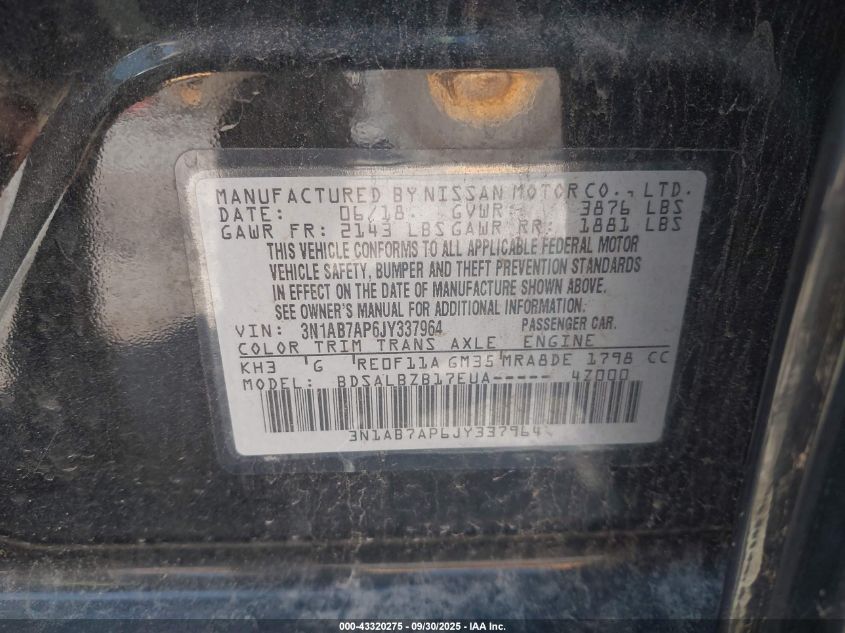 MANUFACTURED BY NISSAN MOTOR CO., LTD.
DATE: 06/18 GVWR: 3876 LBS
GAWR FR: 2143 LBS GAWR RR: 1881 LBS
THIS VEHICLE CONFORMS TO ALL APPLICABLE FEDERAL MOTOR
VEHICLE SAFETY, BUMPER AND THEFT PREVENTION STANDARDS
IN EFFECT ON THE DATE OF MANUFACTURE SHOWN ABOVE.
SEE OWNER'S MANUAL FOR ADDITIONAL INFORMATION.
VIN: 3N1AB7AP6JY337964 PASSENGER CAR.
COLOR TRIM TRANS AXLE ENGINE
KH3 G RE0F11A GM35 MRA8DE 1798 CC
MODEL: BDSALBZB17EUA----- 4Z000
3N1AB7AP6JY337964
000-43320275 - 09/30/2025 - IAA Inc.